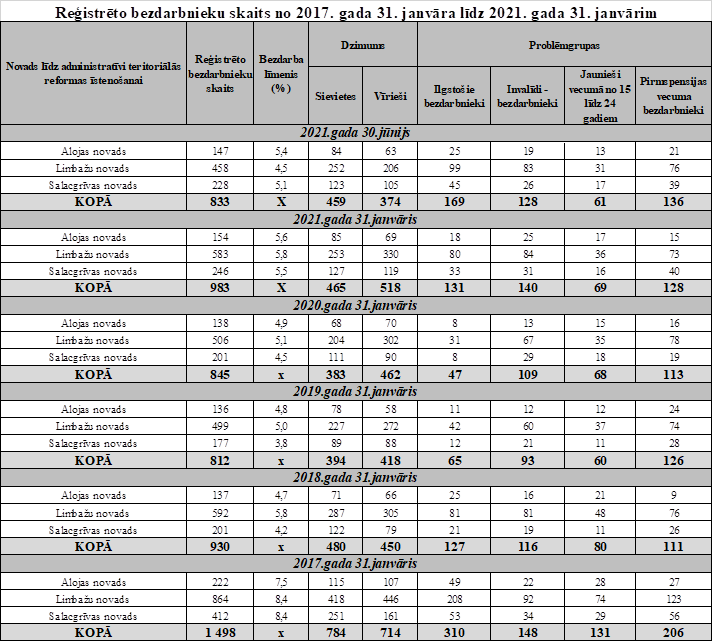 Reģistrēto bezdarbnieku skaits no 2017. gada 31. janvāra līdz 2021. gada 31. janvārim
Novads līdz administratīvi teritoriālās reformas īstenošanai Reģistrēto bezdarbnieku skaits Bezdarba līmenis (%) Dzimums Problēmgrupas
Sievietes Vīrieši Ilgstošie bezdarbnieki Invalīdi - bezdarbnieki Jaunieši vecumā no 15 līdz 24 gadiem Pirmspensijas vecuma bezdarbnieki
2021.gada 30.jūnijs
Alojas novads 147 5,4 84 63 25 19 13 21
Limbažu novads 458 4,5 252 206 99 83 31 76
Salacgrīvas novads 228 5,1 123 105 45 26 17 39
KOPĀ 833 X 459 374 169 128 61 136
2021.gada 31.janvāris
Alojas novads 154 5,6 85 69 18 25 17 15
Limbažu novads 583 5,8 253 330 80 84 36 73
Salacgrīvas novads 246 5,5 127 119 33 31 16 40
KOPĀ 983 X 465 518 131 140 69 128
2020.gada 31.janvāris
Alojas novads 138 4,9 68 70 8 13 15 16
Limbažu novads 506 5,1 204 302 31 67 35 78
Salacgrīvas novads 201 4,5 111 90 8 29 18 19
KOPĀ 845 x 383 462 47 109 68 113
2019.gada 31.janvāris
Alojas novads 136 4,8 78 58 11 12 12 24
Limbažu novads 499 5,0 227 272 42 60 37 74
Salacgrīvas novads 177 3,8 89 88 12 21 11 28
KOPĀ 812 x 394 418 65 93 60 126
2018.gada 31.janvāris
Alojas novads 137 4,7 71 66 25 16 21 9
Limbažu novads 592 5,8 287 305 81 81 48 76
Salacgrīvas novads 201 4,2 122 79 21 19 11 26
KOPĀ 930 x 480 450 127 116 80 111
2017.gada 31.janvāris
Alojas novads 222 7,5 115 107 49 22 28 27
Limbažu novads 864 8,4 418 446 208 92 74 123
Salacgrīvas novads 412 8,4 251 161 53 34 29 56
KOPĀ 1 498 x 784 714 310 148 131 206